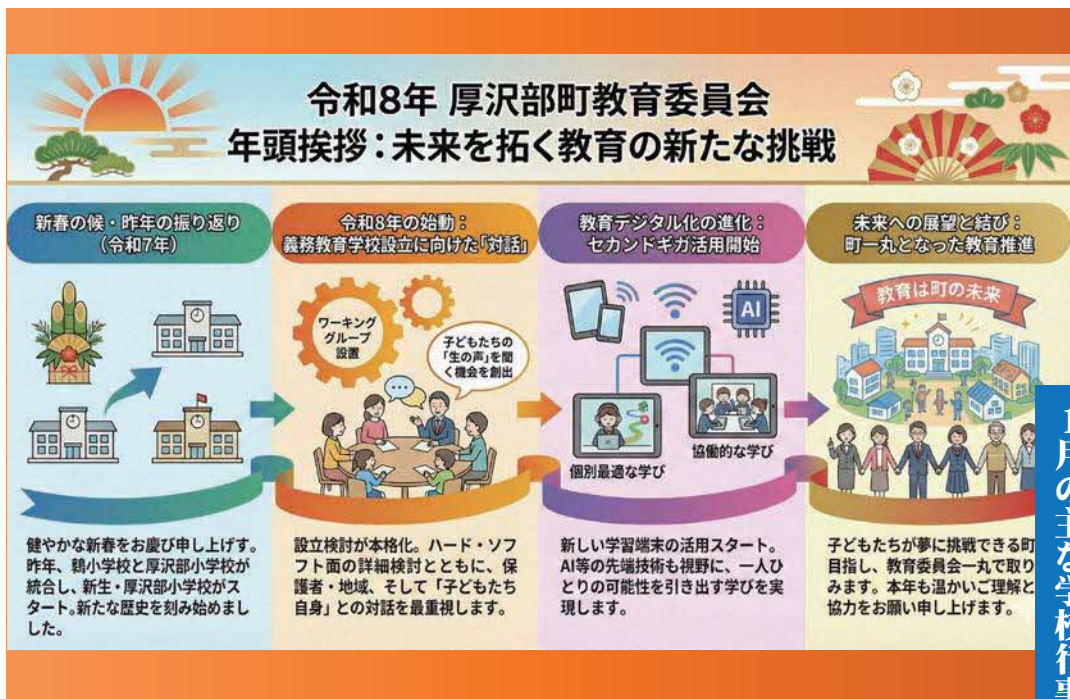 令和8年 厚沢部町教育委員会
年頭挨拶：未来を拓く教育の新たな挑戦
新春の候・昨年の振り返り
（令和7年）
健やかな新春をお慶び申し上げす。
昨年、鶴小学校と厚沢部小学校が
統合し、新生・厚沢部小学校がス
タート。新たな歴史を刻み始めまし
した。
令和8年の始動：
義務教育学校設立に向けた「対話」
ワーキング
グループ
設置
子どもたちの
「生の声」を聞
く機会を創出
設立検討が本格化。ハード・ソフ
フト面の詳細検討とともに、保
護者・地域、そして「子どもたち
自身」との対話を最重視します。
教育デジタル化の進化：
セカンドギガ活用開始
AI
個別最適な学び
協働的な学び
新しい学習端末の活用スタート。
AI等の先端技術も視野に、一人ひ
とりの可能性を引き出す学びを実
現します。
未来への展望と結び：
町一丸となった教育推進
教育は町の未来
子どもたちが夢に挑戦できる町
目指し、教育委員会一丸で取り
みます。本年も温かいご理解と
協力をお願い申し上げます。
月の主な学校行事